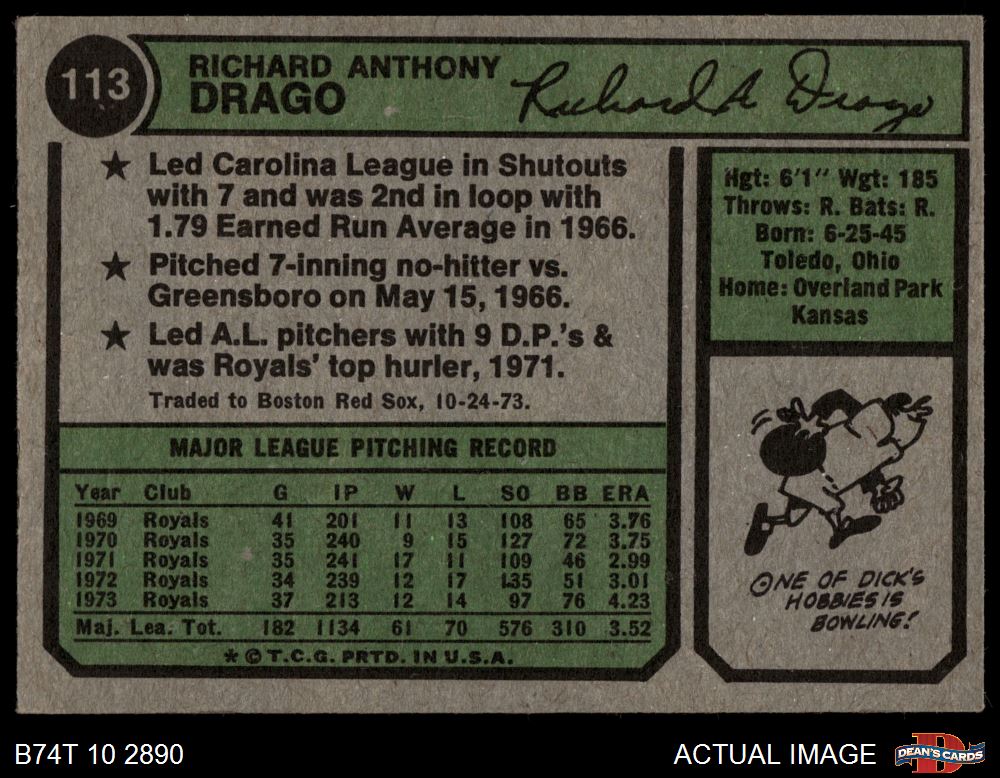 113
RICHARD ANTHONY
DRAGO
Richard A Drago
★ Led Carolina League in Shutouts
with 7 and was 2nd in loop with
1.79 Earned Run Average in 1966.
★ Pitched 7-inning no-hitter vs.
Greensboro on May 15, 1966.
★ Led A.L. pitchers with 9 D.P.'s &
was Royals' top hurler, 1971.
Traded to Boston Red Sox, 10-24-73.
MAJOR LEAGUE PITCHING RECORD
Year Club G IP W L SO BB ERA
1969 Royals 41 201 11 13 108 65 3.76
1970 Royals 35 240 9 15 127 72 3.75
1971 Royals 35 241 17 11 109 46 2.99
1972 Royals 34 239 12 17 135 51 3.01
1973 Royals 37 213 12 14 97 76 4.23
Maj. Lea. Tot. 182 1134 61 70 576 310 3.52
* © T.C.G. PRTD. IN U.S.A.
Hgt: 6'1" Wgt: 185
Throws: R. Bats: R.
Born: 6-25-45
Toledo, Ohio
Home: Overland Park
Kansas
ONE OF DICK'S
HOBBIES IS
BOWLING!
B74T 10 2890
ACTUAL IMAGE
D
DEAN'S CARDS